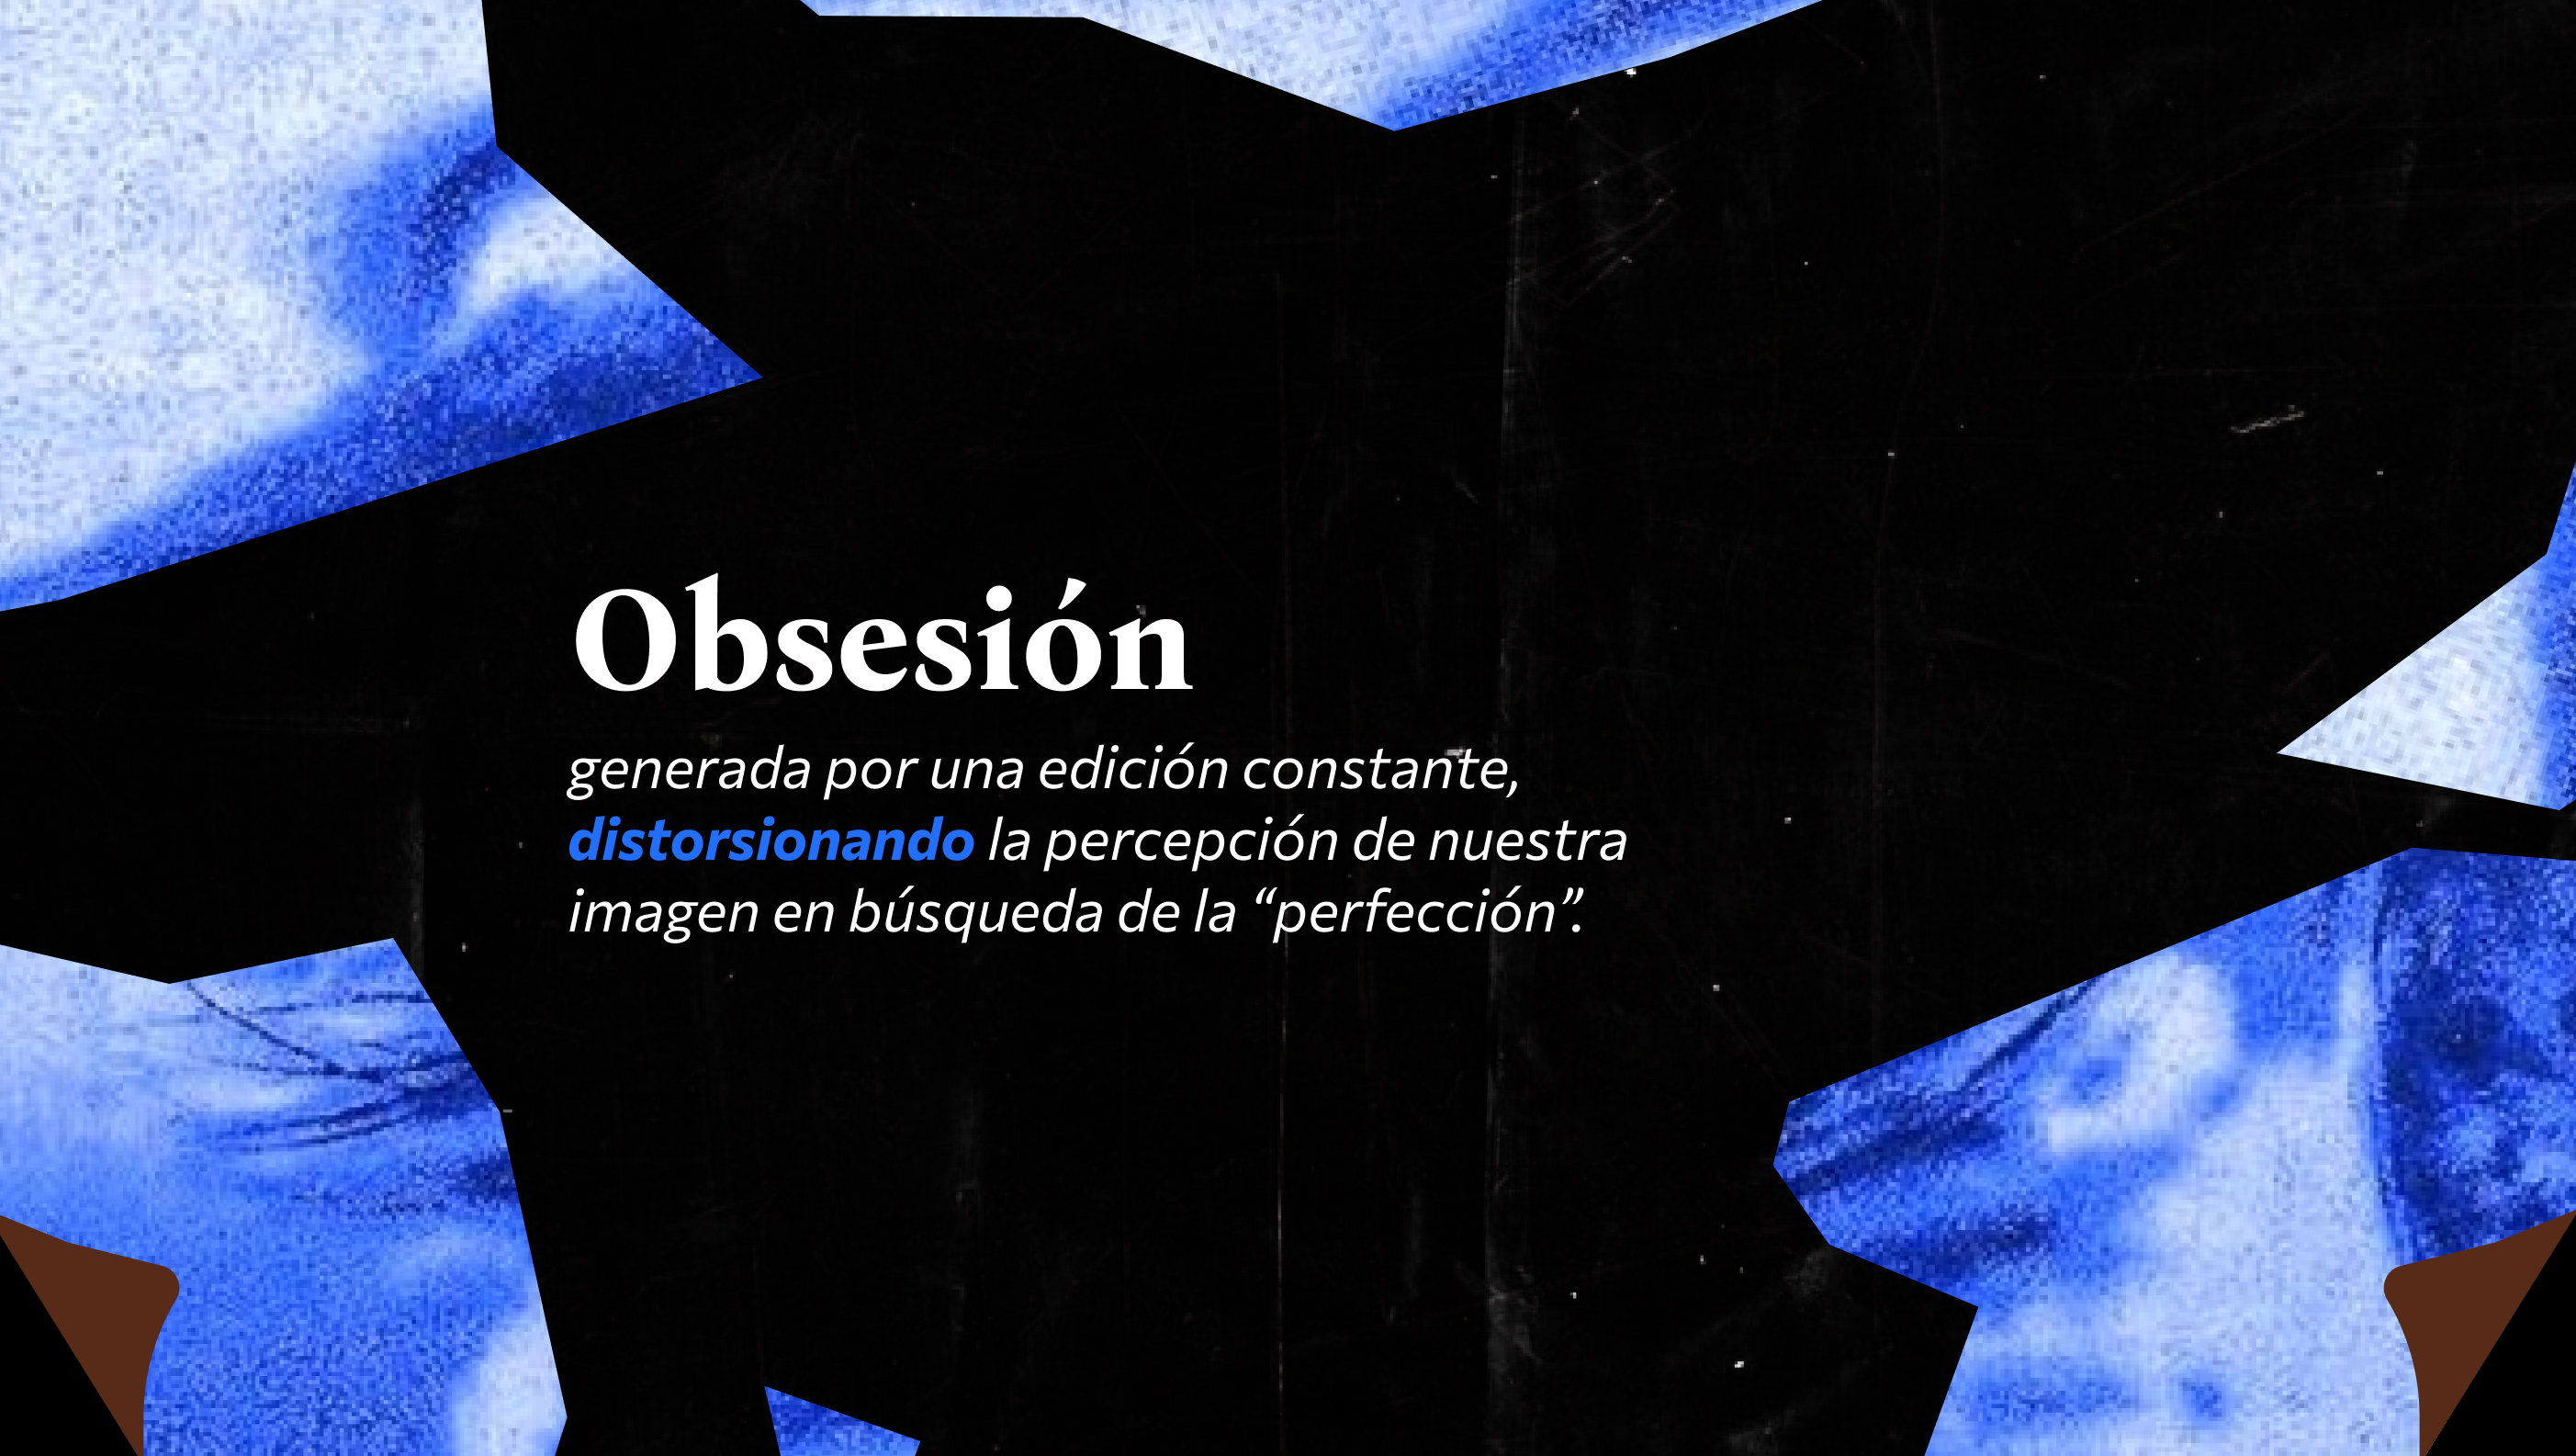 Obsesión
generada por una edición constante,
distorsionando la percepción de nuestra
imagen en búsqueda de la “perfección”.